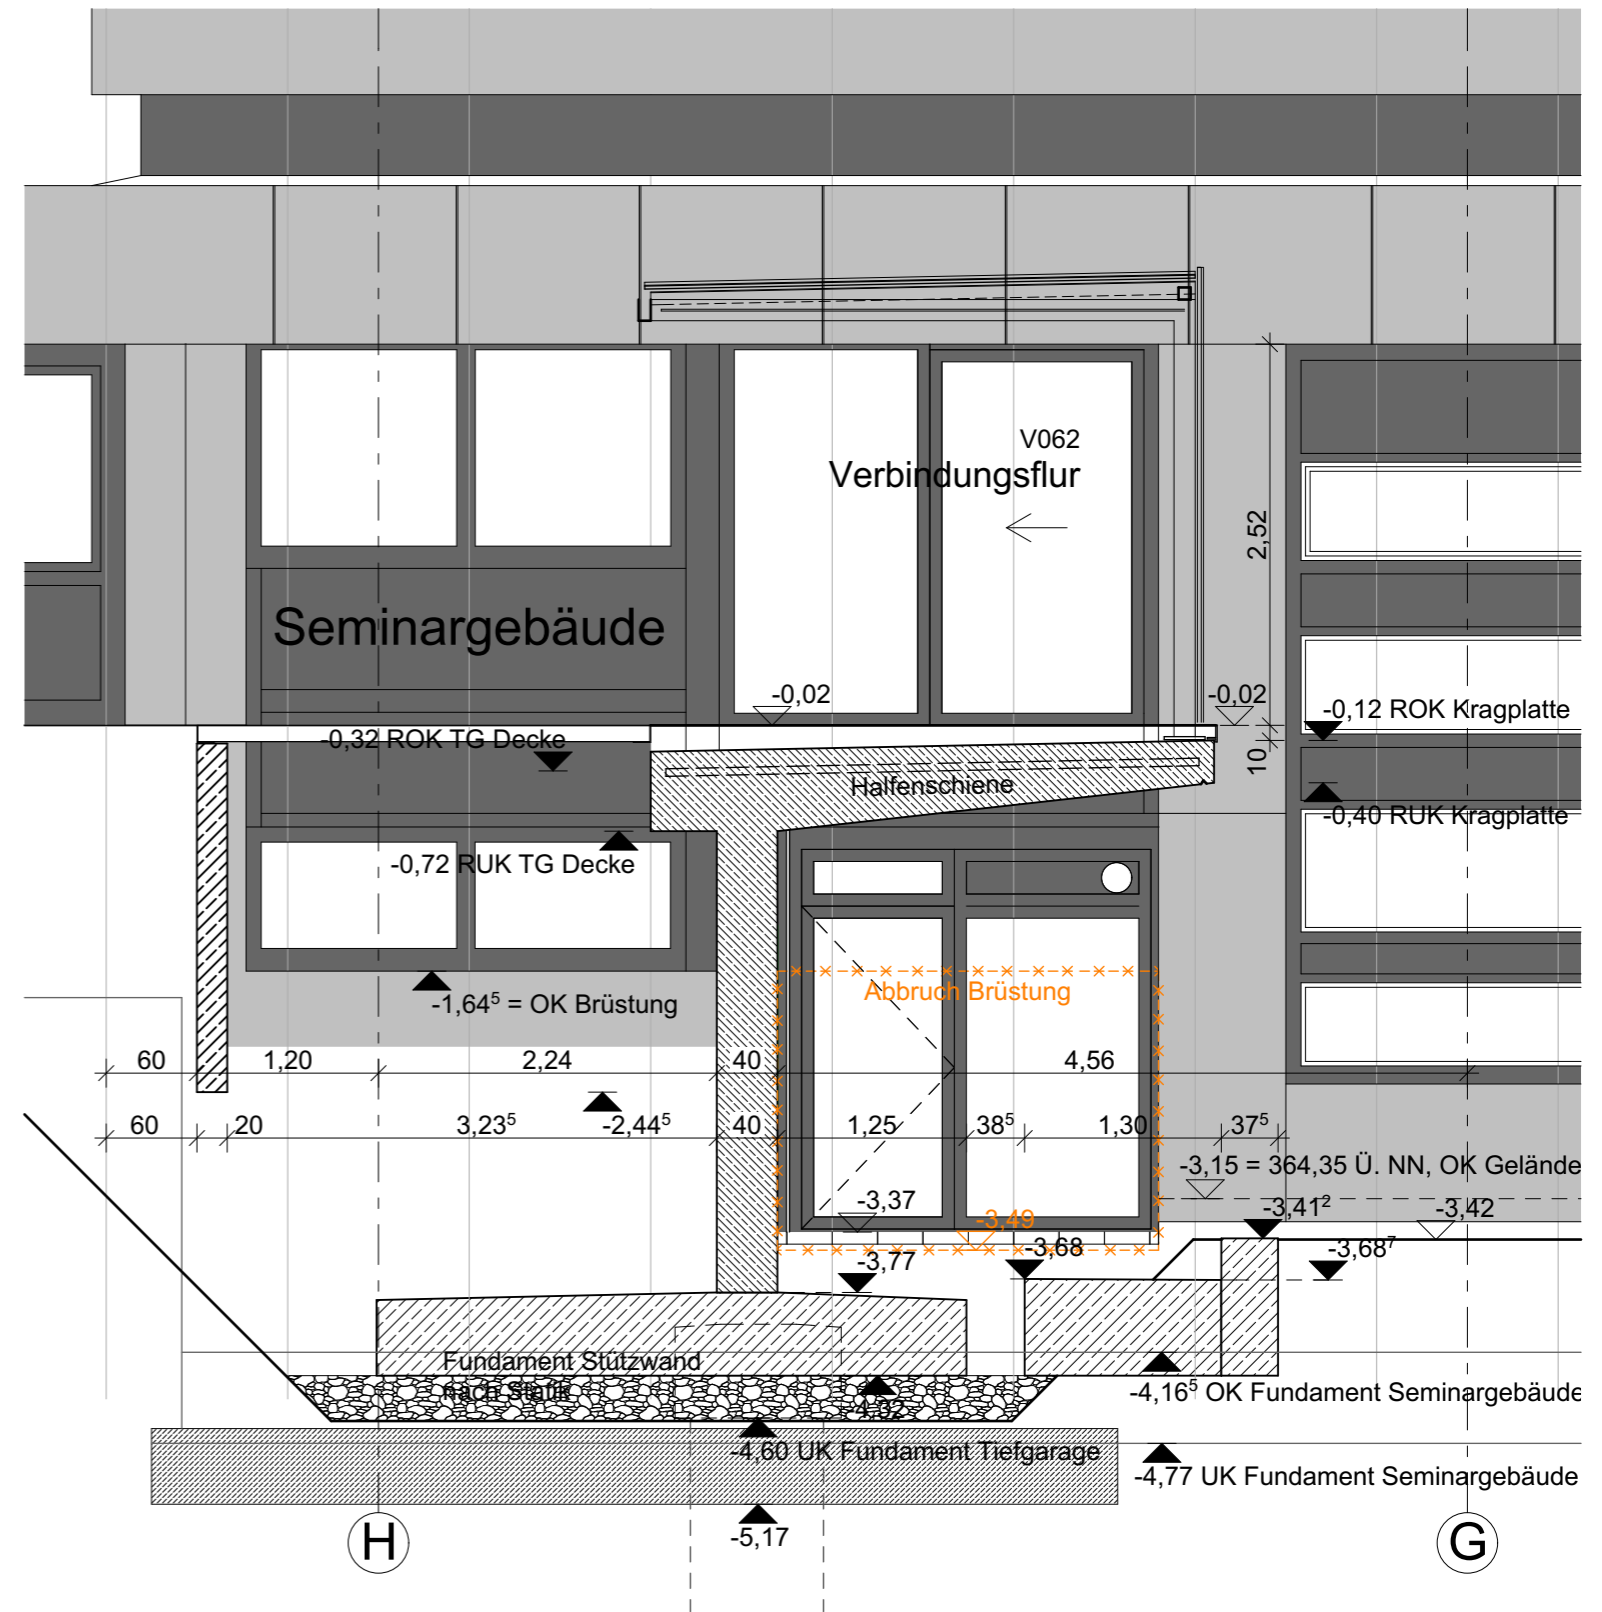 V062
Verbindungsflur
2,52
Seminargebäude
-0,02
-0,02
-0,12 ROK Kragplatte
-0,32 ROK TG Decke
10
Halfenschiene
-0,40 RUK Kragplatte
-0,72 RUK TG Decke
Abbruch Brüstung
-1,64⁵ = OK Brüstung
60
1,20
2,24
40
4,56
60
20
3,23⁵
-2,44⁵
40
1,25
38⁵
1,30
37⁵
-3,15 = 364,35 Ü. NN, OK Gelände
-3,37
-3,49
-3,41²
-3,42
-3,68
-3,68⁷
-3,77
Fundament Stützwand
nach Statik
-4,32
-4,16⁵ OK Fundament Seminargebäude
-4,60 UK Fundament Tiefgarage
-4,77 UK Fundament Seminargebäude
-5,17
H
G